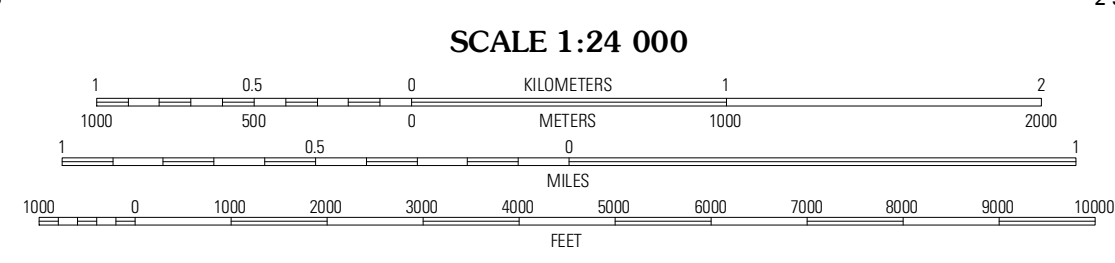 SCALE 1:24 000
1 0.5 0 KILOMETERS 1 2
1000 500 0 METERS 1000 2000
1 0.5 0 1
MILES
1000 0 1000 2000 3000 4000 5000 6000 7000 8000 9000 10000
FEET